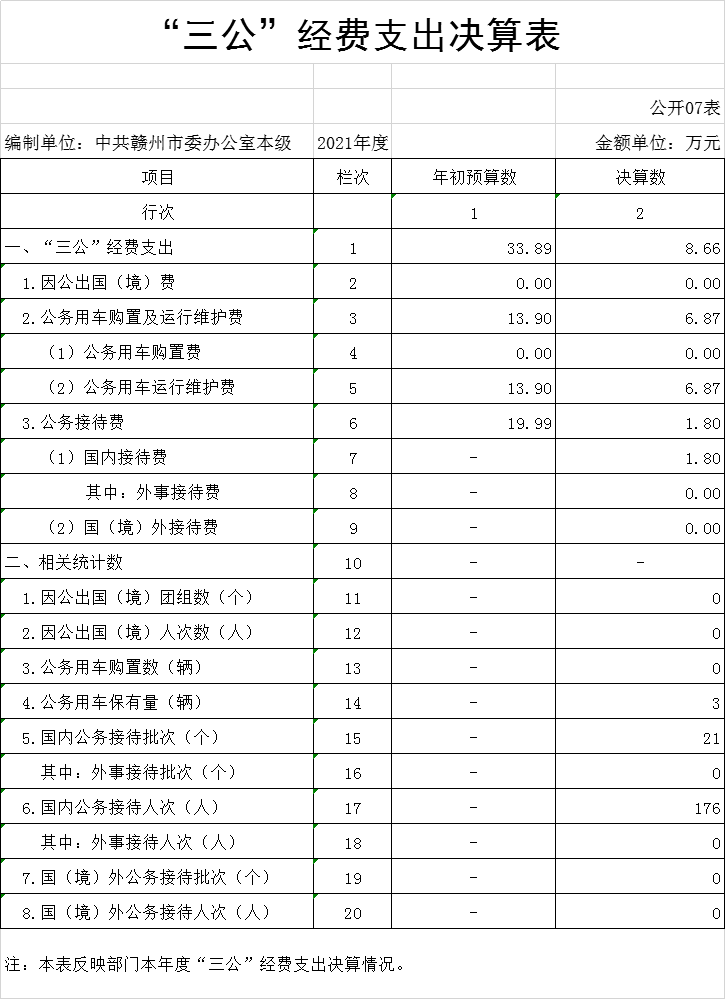 “三公”经费支出决算表
公开07表
编制单位：中共赣州市委办公室本级 2021年度 金额单位：万元
项目 栏次 年初预算数 决算数
行次 1 2
一、“三公”经费支出 1 33.89 8.66
1.因公出国（境）费 2 0.00 0.00
2.公务用车购置及运行维护费 3 13.90 6.87
（1）公务用车购置费 4 0.00 0.00
（2）公务用车运行维护费 5 13.90 6.87
3.公务接待费 6 19.99 1.80
（1）国内接待费 7 - 1.80
其中：外事接待费 8 - 0.00
（2）国（境）外接待费 9 - 0.00
二、相关统计数 10 - -
1.因公出国（境）团组数（个） 11 - 0
2.因公出国（境）人次数（人） 12 - 0
3.公务用车购置数（辆） 13 - 0
4.公务用车保有量（辆） 14 - 3
5.国内公务接待批次（个） 15 - 21
其中：外事接待批次（个） 16 - 0
6.国内公务接待人次（人） 17 - 176
其中：外事接待人次（人） 18 - 0
7.国（境）外公务接待批次（个） 19 - 0
8.国（境）外公务接待人次（人） 20 - 0
注：本表反映部门本年度“三公”经费支出决算情况。